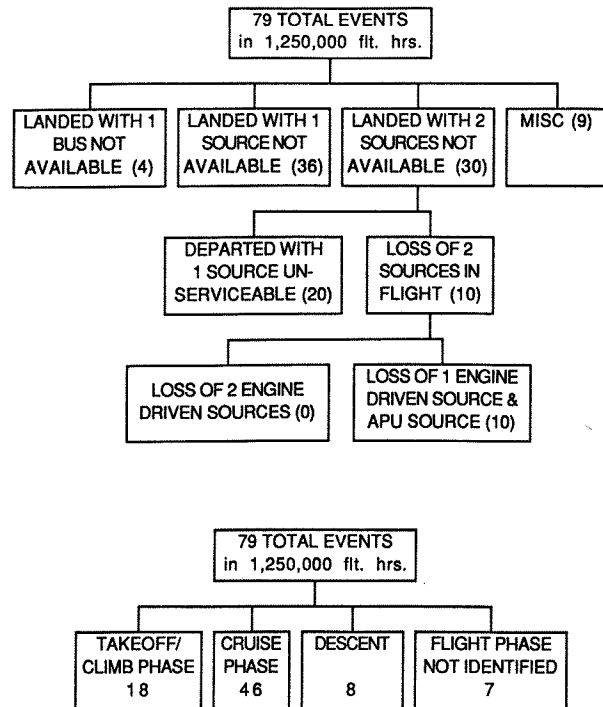 79 TOTAL EVENTS
in 1,250,000 flt. hrs.
LANDED WITH 1
BUS NOT
AVAILABLE (4)
LANDED WITH 1
SOURCE NOT
AVAILABLE (36)
LANDED WITH 2
SOURCES NOT
AVAILABLE (30)
MISC (9)
DEPARTED WITH
1 SOURCE UN-
SERVICEABLE (20)
LOSS OF 2
SOURCES IN
FLIGHT (10)
LOSS OF 2 ENGINE
DRIVEN SOURCES (0)
LOSS OF 1 ENGINE
DRIVEN SOURCE &
APU SOURCE (10)
79 TOTAL EVENTS
in 1,250,000 flt. hrs.
TAKEOFF/
CLIMB PHASE
18
CRUISE
PHASE
46
DESCENT
8
FLIGHT PHASE
NOT IDENTIFIED
7